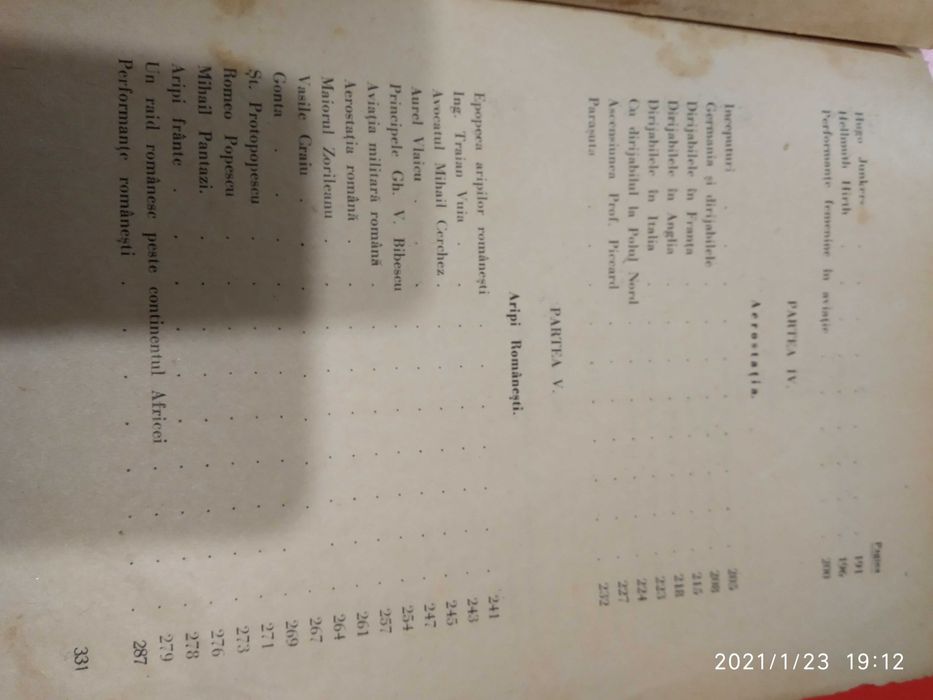 Pagina
Hugo Junkers . . . . . 191
Hellmuth Hirth . . . . . 196
Performanțe femenine în aviație . . . . 200
PARTEA IV.
Aerostația.
Inceputuri . . . . . 205
Germania și dirijabilele . . . . 208
Dirijabilele în Franța . . . . 215
Dirijabilele în Anglia . . . . 218
Dirijabilele în Italia . . . . 223
Cu dirijabilul la Polul Nord . . . . 224
Ascensiunea Prof. Piccard . . . . 227
Parașuta . . . . . 232
PARTEA V.
Aripi Românești.
Epopeea aripilor românești . . . . 241
Ing. Traian Vuia . . . . . 243
Avocatul Mihail Cerchez . . . . . 245
Aurel Vlaicu . . . . . 247
Principele Gh. V. Bibescu . . . . 254
Aviația militară română . . . . . 257
Aerostația română . . . . . 261
Maiorul Zorileanu . . . . . 264
Vasile Craiu . . . . . 267
Gonta . . . . . 269
Șt. Protopopescu . . . . . 271
Romeo Popescu . . . . . 273
Mihail Pantazi. . . . . 276
Aripi frânte . . . . . 278
Un raid românesc peste continentul Africei . . . 279
Performanțe românești . . . . . 287
331
2021/1/23 19:12